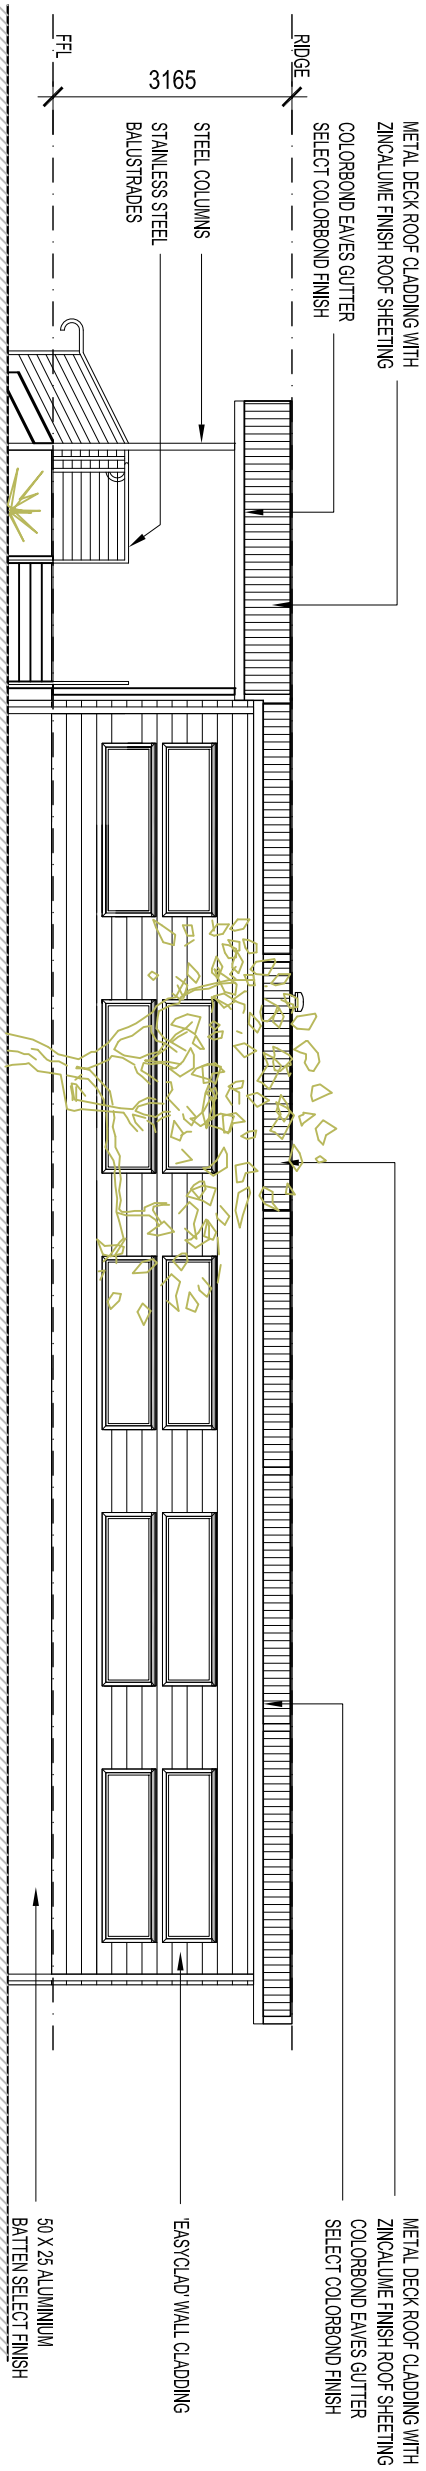 METAL DECK ROOF CLADDING WITH
ZINCALUME FINISH ROOF SHEETING
COLORBOND EAVES GUTTER
SELECT COLORBOND FINISH
RIDGE
3165
STEEL COLUMNS
STAINLESS STEEL
BALUSTRADES
FFL
METAL DECK ROOF CLADDING WITH
ZINCALUME FINISH ROOF SHEETING
COLORBOND EAVES GUTTER
SELECT COLORBOND FINISH
'EASYCLAD' WALL CLADDING
50 X 25 ALUMINIUM
BATTEN SELECT FINISH